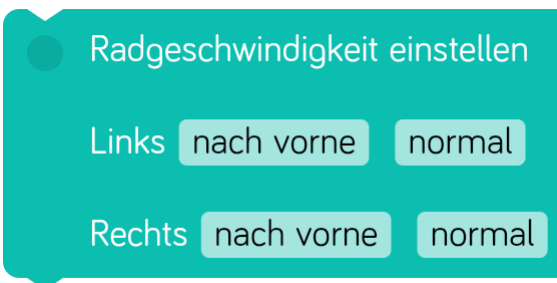 Radgeschwindigkeit einstellen
Links nach vorne normal
Rechts nach vorne normal